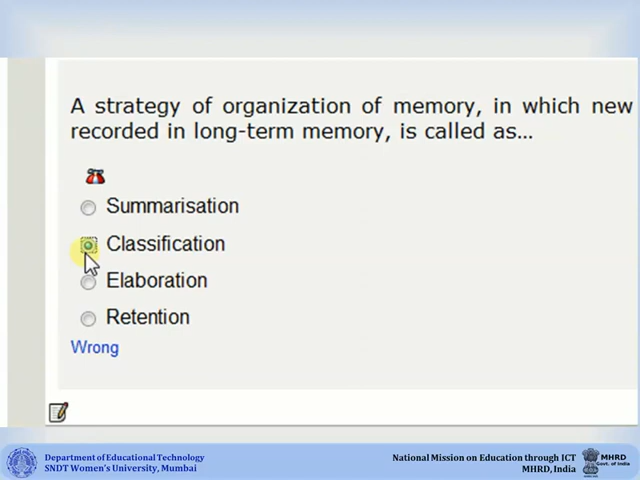 A strategy of organization of memory, in which new
recorded in long-term memory, is called as...
Summarisation
Classification
Elaboration
Retention
Wrong
Department of Educational Technology
SNDT Women's University, Mumbai
National Mission on Education through ICT
MHRD, India
MHRD
Govt. of India